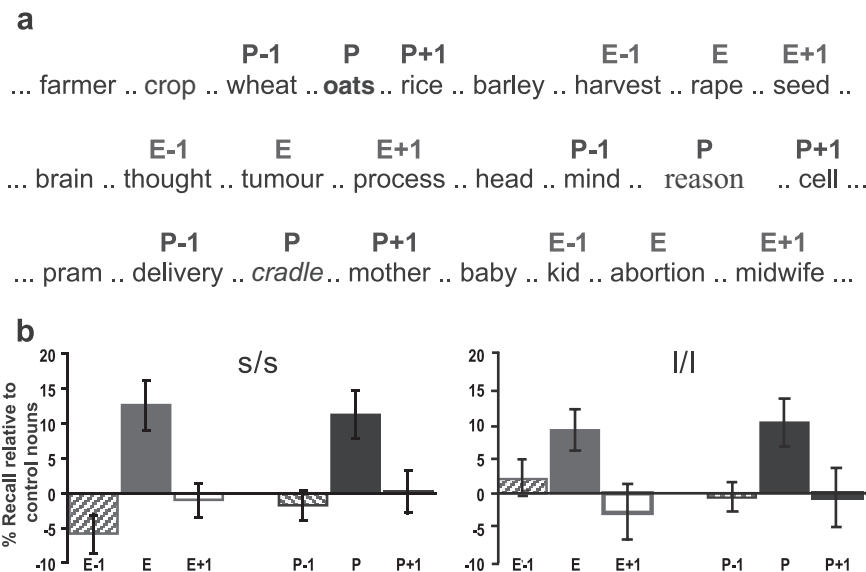 a
P-1 P P+1 E-1 E E+1
... farmer .. crop .. wheat .. oats .. rice .. barley .. harvest .. rape .. seed ..
E-1 E E+1 P-1 P P+1
... brain .. thought .. tumour .. process .. head .. mind .. reason .. cell ...
P-1 P P+1 E-1 E E+1
... pram .. delivery .. cradle .. mother .. baby .. kid .. abortion .. midwife ...
b
s/s l/l
% Recall relative to
control nouns
20 20
15 15
10 10
5 5
0 0
-5 -5
-10 -10
E-1 E E+1 P-1 P P+1 E-1 E E+1 P-1 P P+1